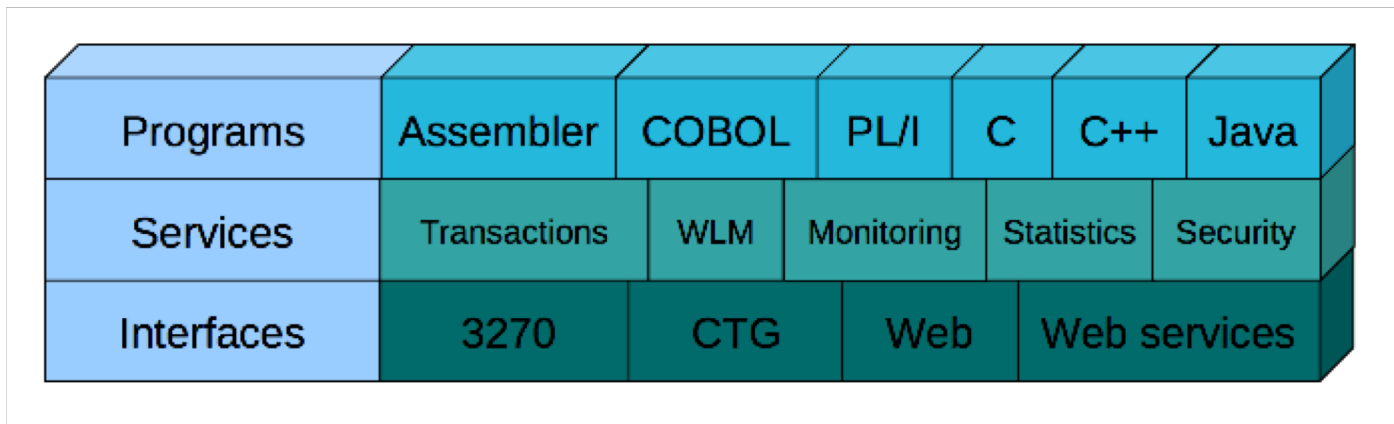 Programs Assembler COBOL PL/I C C++ Java
Services Transactions WLM Monitoring Statistics Security
Interfaces 3270 CTG Web Web services